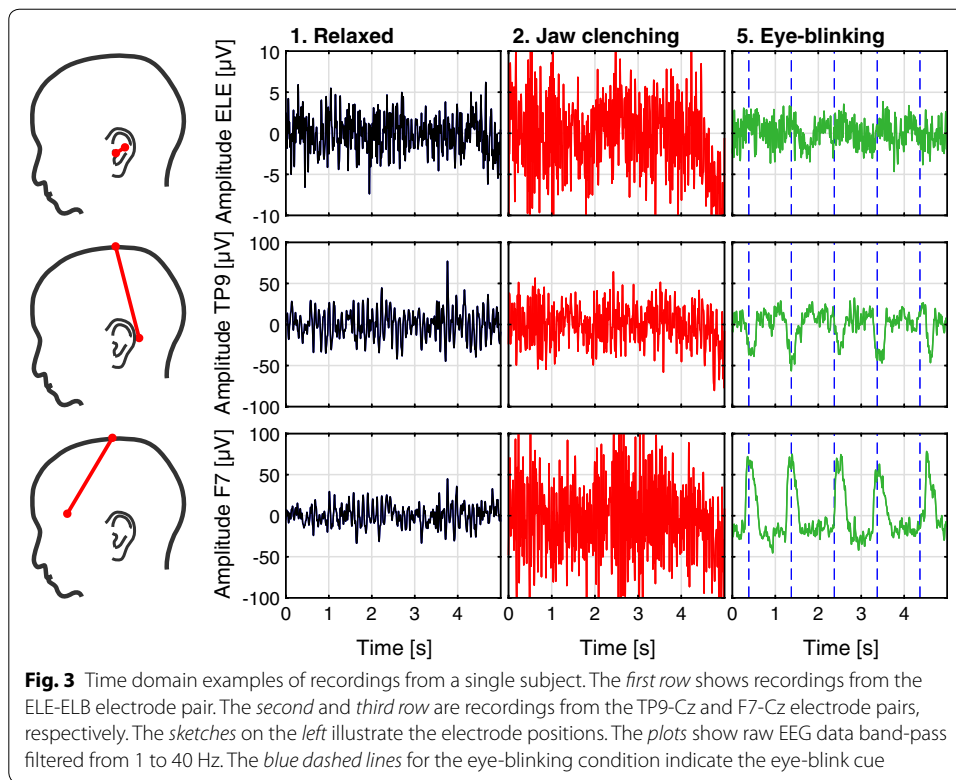 1. Relaxed 2. Jaw clenching 5. Eye-blinking
Amplitude ELE [µV]
10
5
0
-5
-10
Amplitude TP9 [µV]
100
50
0
-50
-100
Amplitude F7 [µV]
100
50
0
-50
-100
0 1 2 3 4 0 1 2 3 4 0 1 2 3 4
Time [s] Time [s] Time [s]
Fig. 3 Time domain examples of recordings from a single subject. The first row shows recordings from the
ELE-ELB electrode pair. The second and third row are recordings from the TP9-Cz and F7-Cz electrode pairs,
respectively. The sketches on the left illustrate the electrode positions. The plots show raw EEG data band-pass
filtered from 1 to 40 Hz. The blue dashed lines for the eye-blinking condition indicate the eye-blink cue